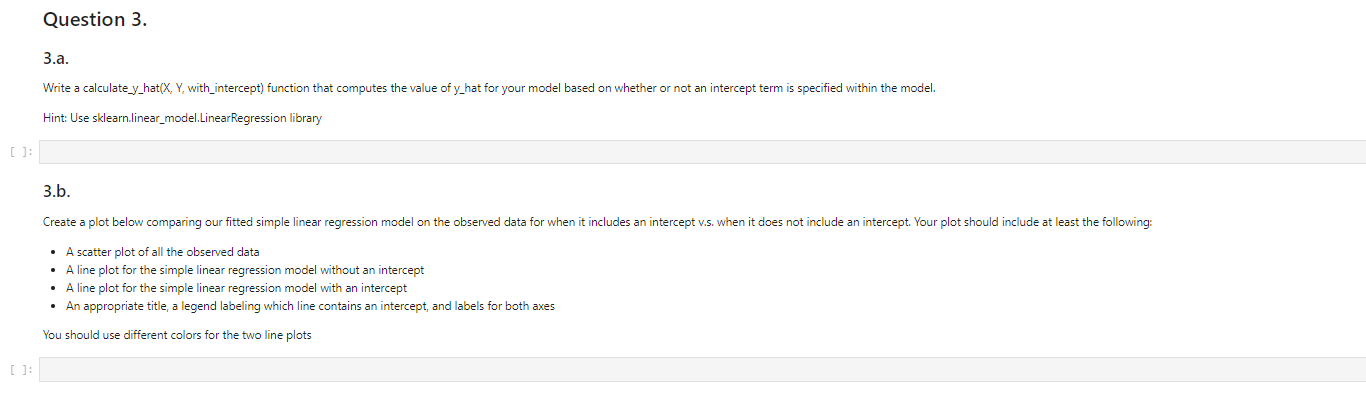 Question 3.
3.a.
Write a calculate_y_hat(X, Y, with_intercept) function that computes the value of y_hat for your model based on whether or not an intercept term is specified within the model.
Hint: Use sklearn.linear_model.LinearRegression library
[ ]:
3.b.
Create a plot below comparing our fitted simple linear regression model on the observed data for when it includes an intercept v.s. when it does not include an intercept. Your plot should include at least the following:
• A scatter plot of all the observed data
• A line plot for the simple linear regression model without an intercept
• A line plot for the simple linear regression model with an intercept
• An appropriate title, a legend labeling which line contains an intercept, and labels for both axes
You should use different colors for the two line plots
[ ]: